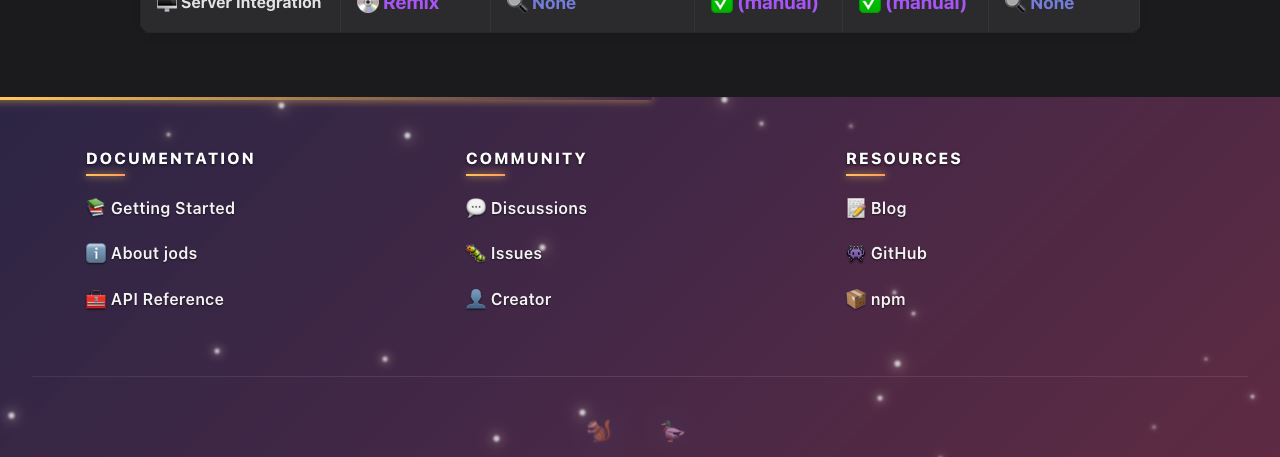 Server Integration Remix None (manual) (manual) None
DOCUMENTATION COMMUNITY RESOURCES
Getting Started Discussions Blog
About jods Issues GitHub
API Reference Creator npm